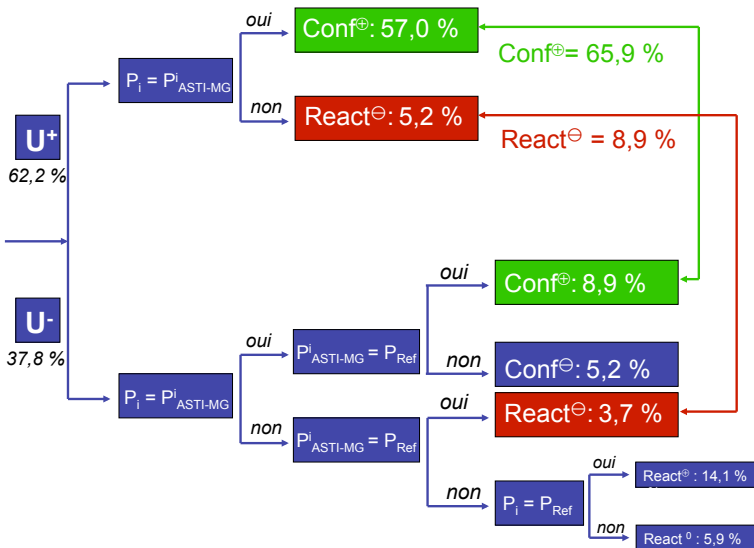 oui
Conf⊕: 57,0 %
Conf⊕= 65,9 %
Pi = PiASTI-MG
non
React⊖: 5,2 %
React⊖ = 8,9 %
U+
62,2 %
oui
Conf⊕: 8,9 %
U-
37,8 %
oui
PiASTI-MG = PRef
non
Conf⊖: 5,2 %
Pi = PiASTI-MG
oui
React⊖: 3,7 %
non
PiASTI-MG = PRef
oui
React⊕ : 14,1 %
non
Pi = PRef
non
React 0 : 5,9 %